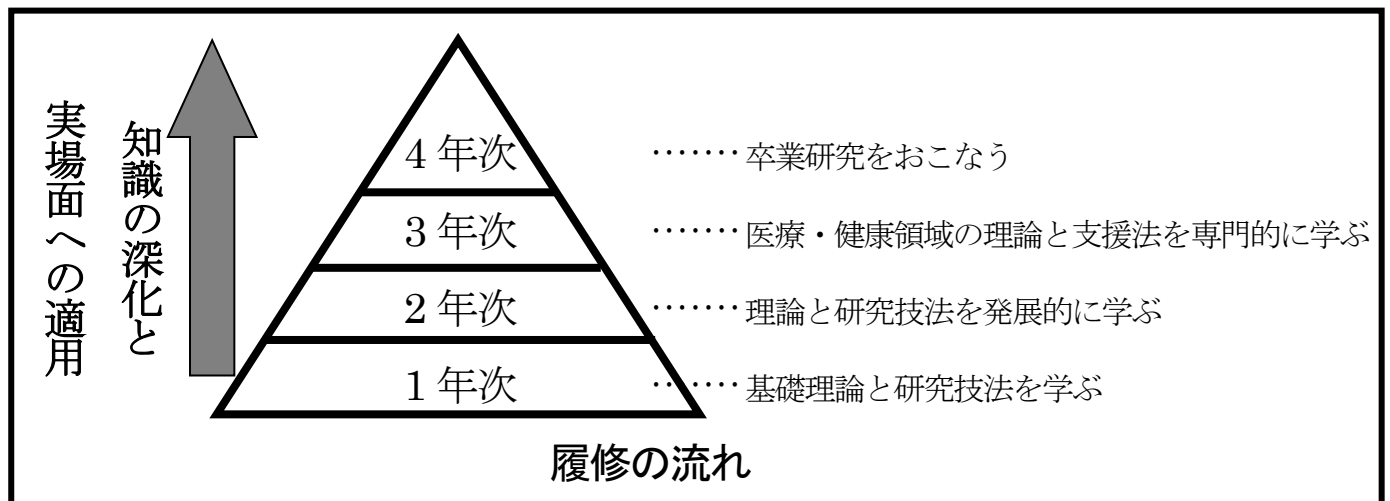 知識の深化と
実場面への適用
4 年次
‥‥‥‥ 卒業研究をおこなう
3 年次
‥‥‥‥ 医療・健康領域の理論と支援法を専門的に学ぶ
2 年次
‥‥‥‥ 理論と研究技法を発展的に学ぶ
1 年次
‥‥‥‥ 基礎理論と研究技法を学ぶ
履修の流れ